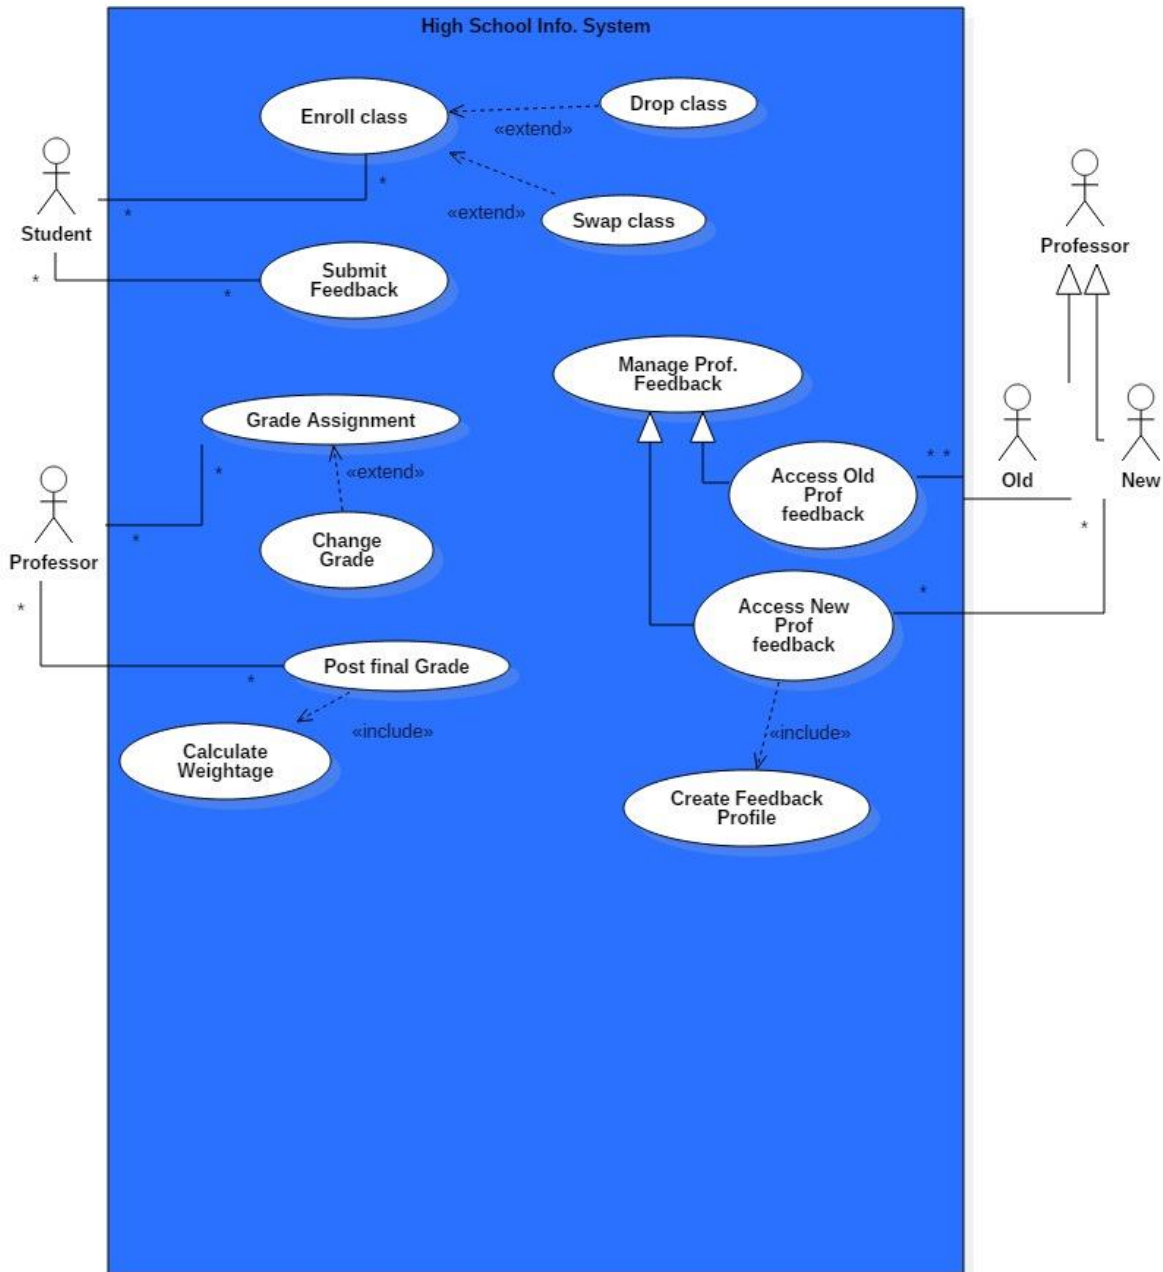 High School Info. System
Enroll class
Drop class
«extend»
*
*
Student
«extend»
Swap class
Professor
Submit
Feedback
*
*
Manage Prof.
Feedback
Grade Assignment
*
«extend»
* *
Access Old
Prof
feedback
Old
New
*
Change
Grade
*
Professor
*
*
Access New
Prof
feedback
Post final Grade
*
«include»
«include»
Calculate
Weightage
Create Feedback
Profile